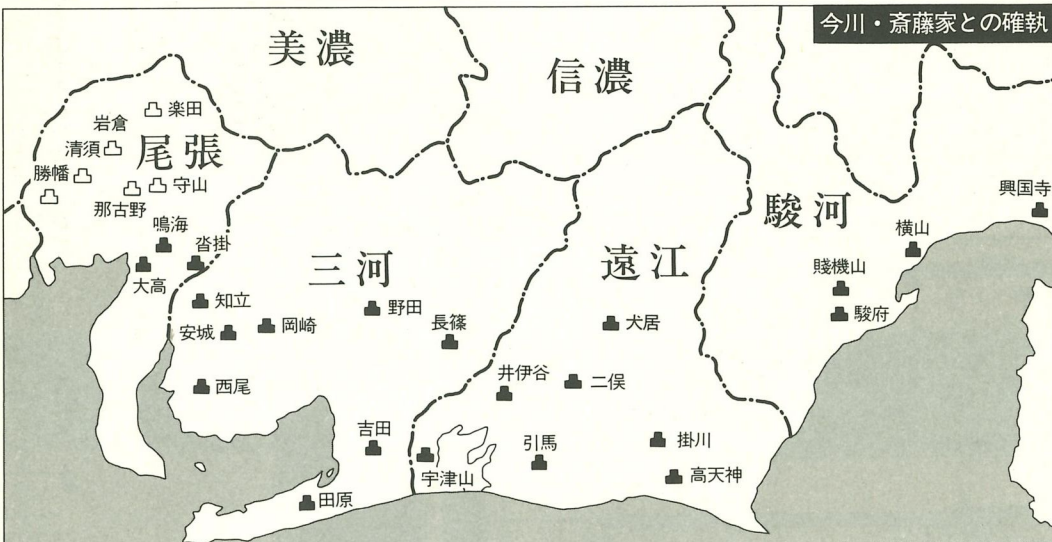 今川・斎藤家との確執
美濃
信濃
尾張
三河
遠江
駿河
楽田
岩倉
清須
勝幡
守山
那古野
鳴海
沓掛
大高
知立
安城
岡崎
西尾
野田
長篠
吉田
田原
宇津山
井伊谷
引馬
犬居
二俣
掛川
高天神
興国寺
横山
賤機山
駿府